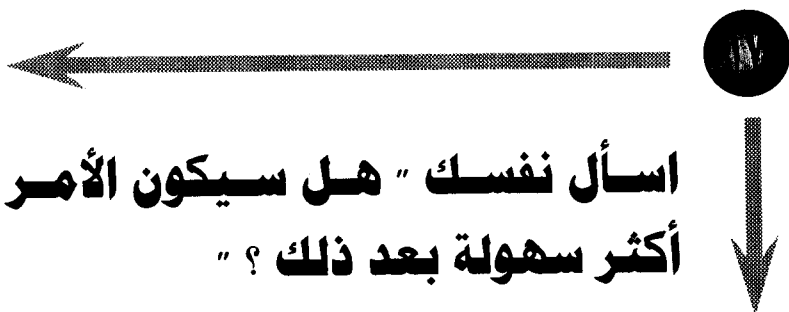 اسأل نفسك " هل سيكون الأمر
أكثر سهولة بعد ذلك ؟ "